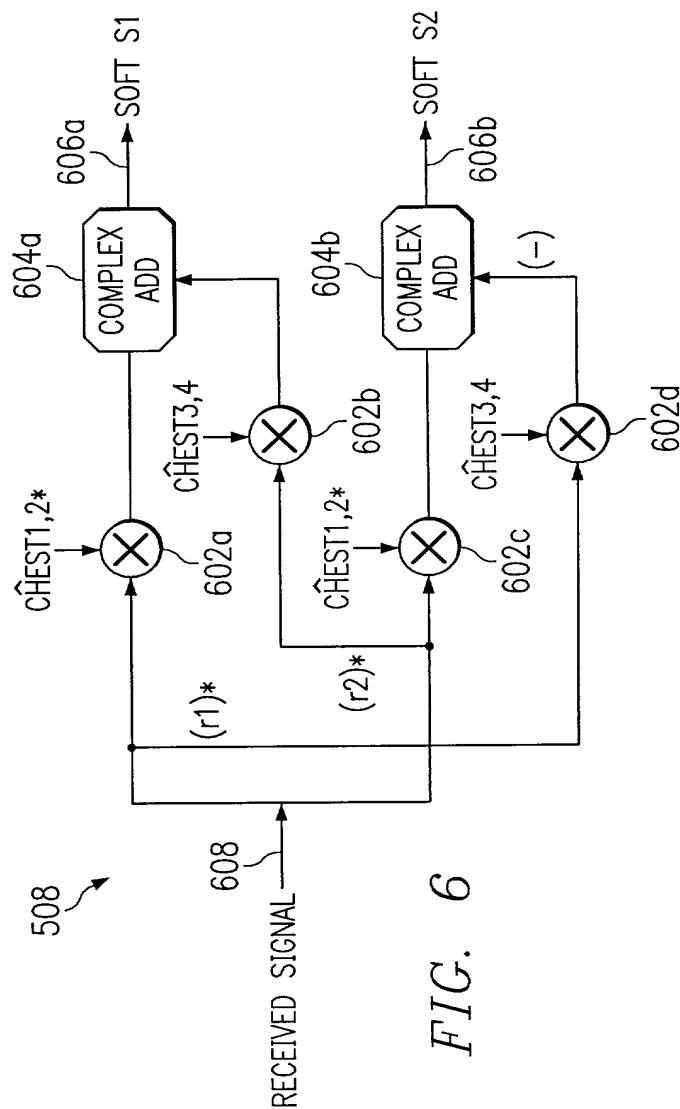 508
RECEIVED SIGNAL
608
(r1)*
(r2)*
ĈHEST1,2*
602a
ĈHEST3,4
602b
604a
COMPLEX
ADD
606a
SOFT S1
ĈHEST1,2*
602c
ĈHEST3,4
602d
604b
COMPLEX
ADD
(-)
606b
SOFT S2
FIG. 6